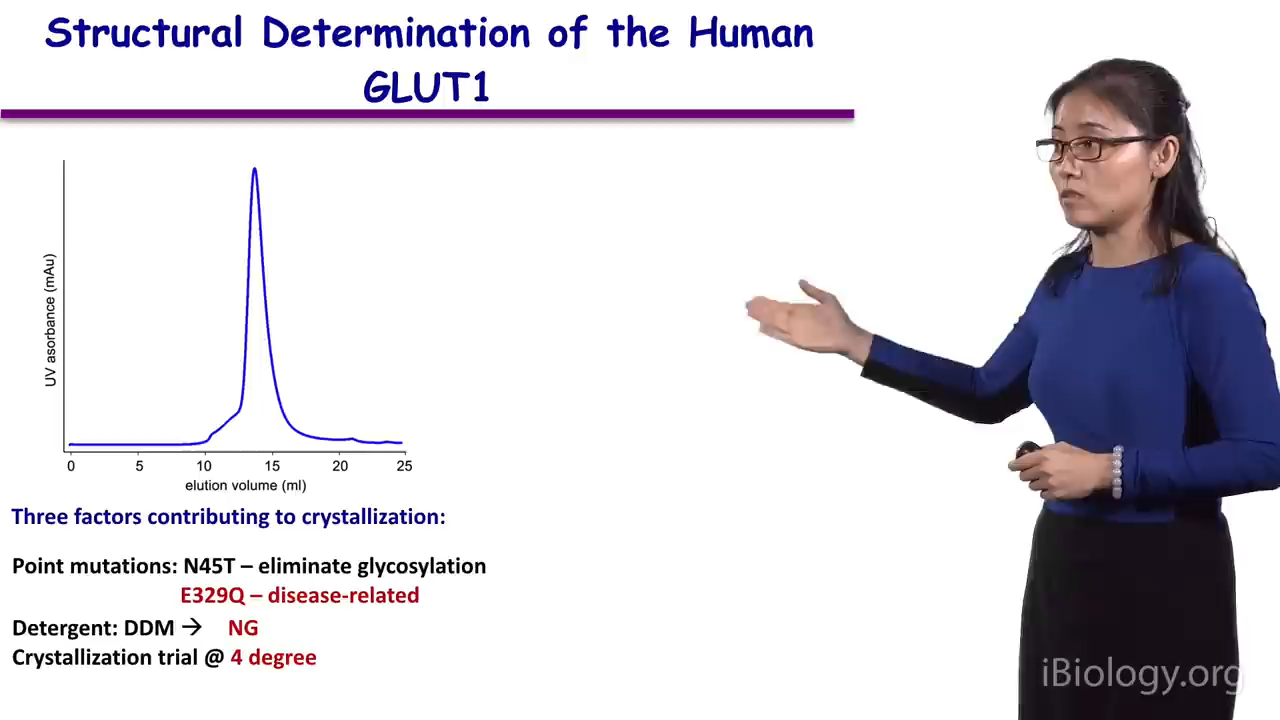 Structural Determination of the Human
GLUT1
UV asorbance (mAu)
0 5 10 15 20 25
elution volume (ml)
Three factors contributing to crystallization:
Point mutations: N45T – eliminate glycosylation
E329Q – disease-related
Detergent: DDM → NG
Crystallization trial @ 4 degree
iBiology.org